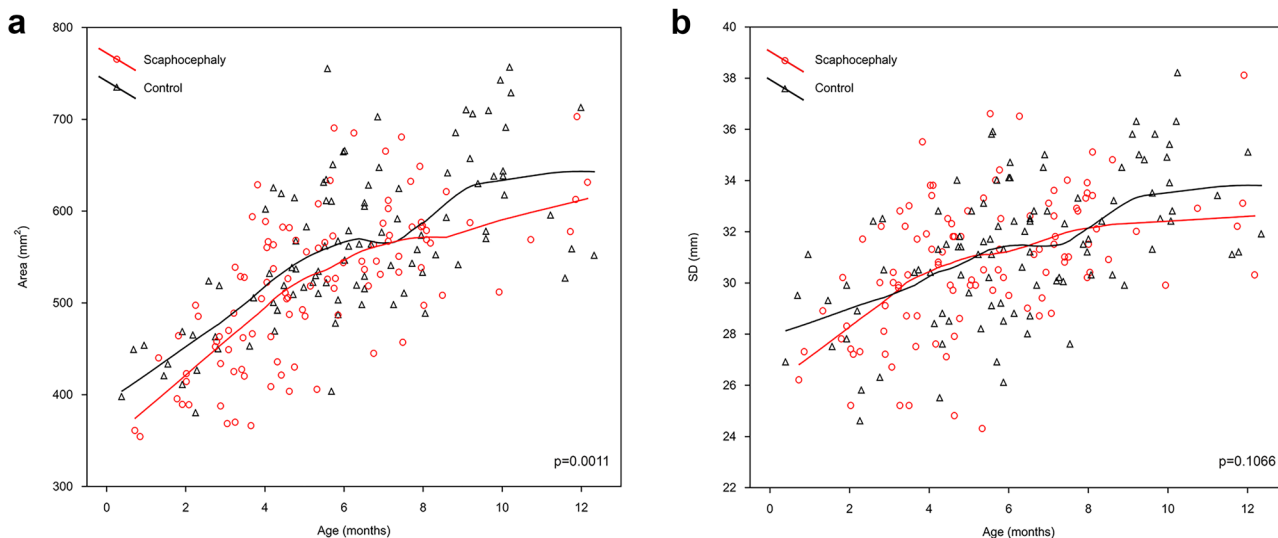 a
800
700
600
500
400
300
Area (mm²)
Scaphocephaly
Control
p=0.0011
0 2 4 6 8 10 12
Age (months)
b
40
38
36
34
32
30
28
26
24
22
SD (mm)
Scaphocephaly
Control
p=0.1066
0 2 4 6 8 10 12
Age (months)